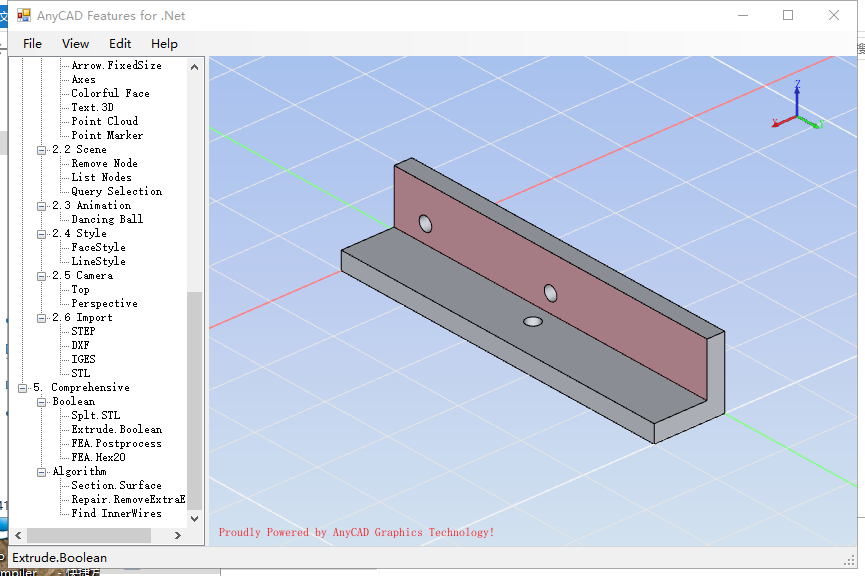 AnyCAD Features for .Net
File View Edit Help
Arrow.FixedSize
Axes
Colorful Face
Text.3D
Point Cloud
Point Marker
2.2 Scene
Remove Node
List Nodes
Query Selection
2.3 Animation
Dancing Ball
2.4 Style
FaceStyle
LineStyle
2.5 Camera
Top
Perspective
2.6 Import
STEP
DXF
IGES
STL
5. Comprehensive
Boolean
Splt.STL
Extrude.Boolean
FEA.Postprocess
FEA.Hex20
Algorithm
Section.Surface
Repair.RemoveExtraE
Find InnerWires
Z
X
Y
Proudly Powered by AnyCAD Graphics Technology!
Extrude.Boolean
mpiler